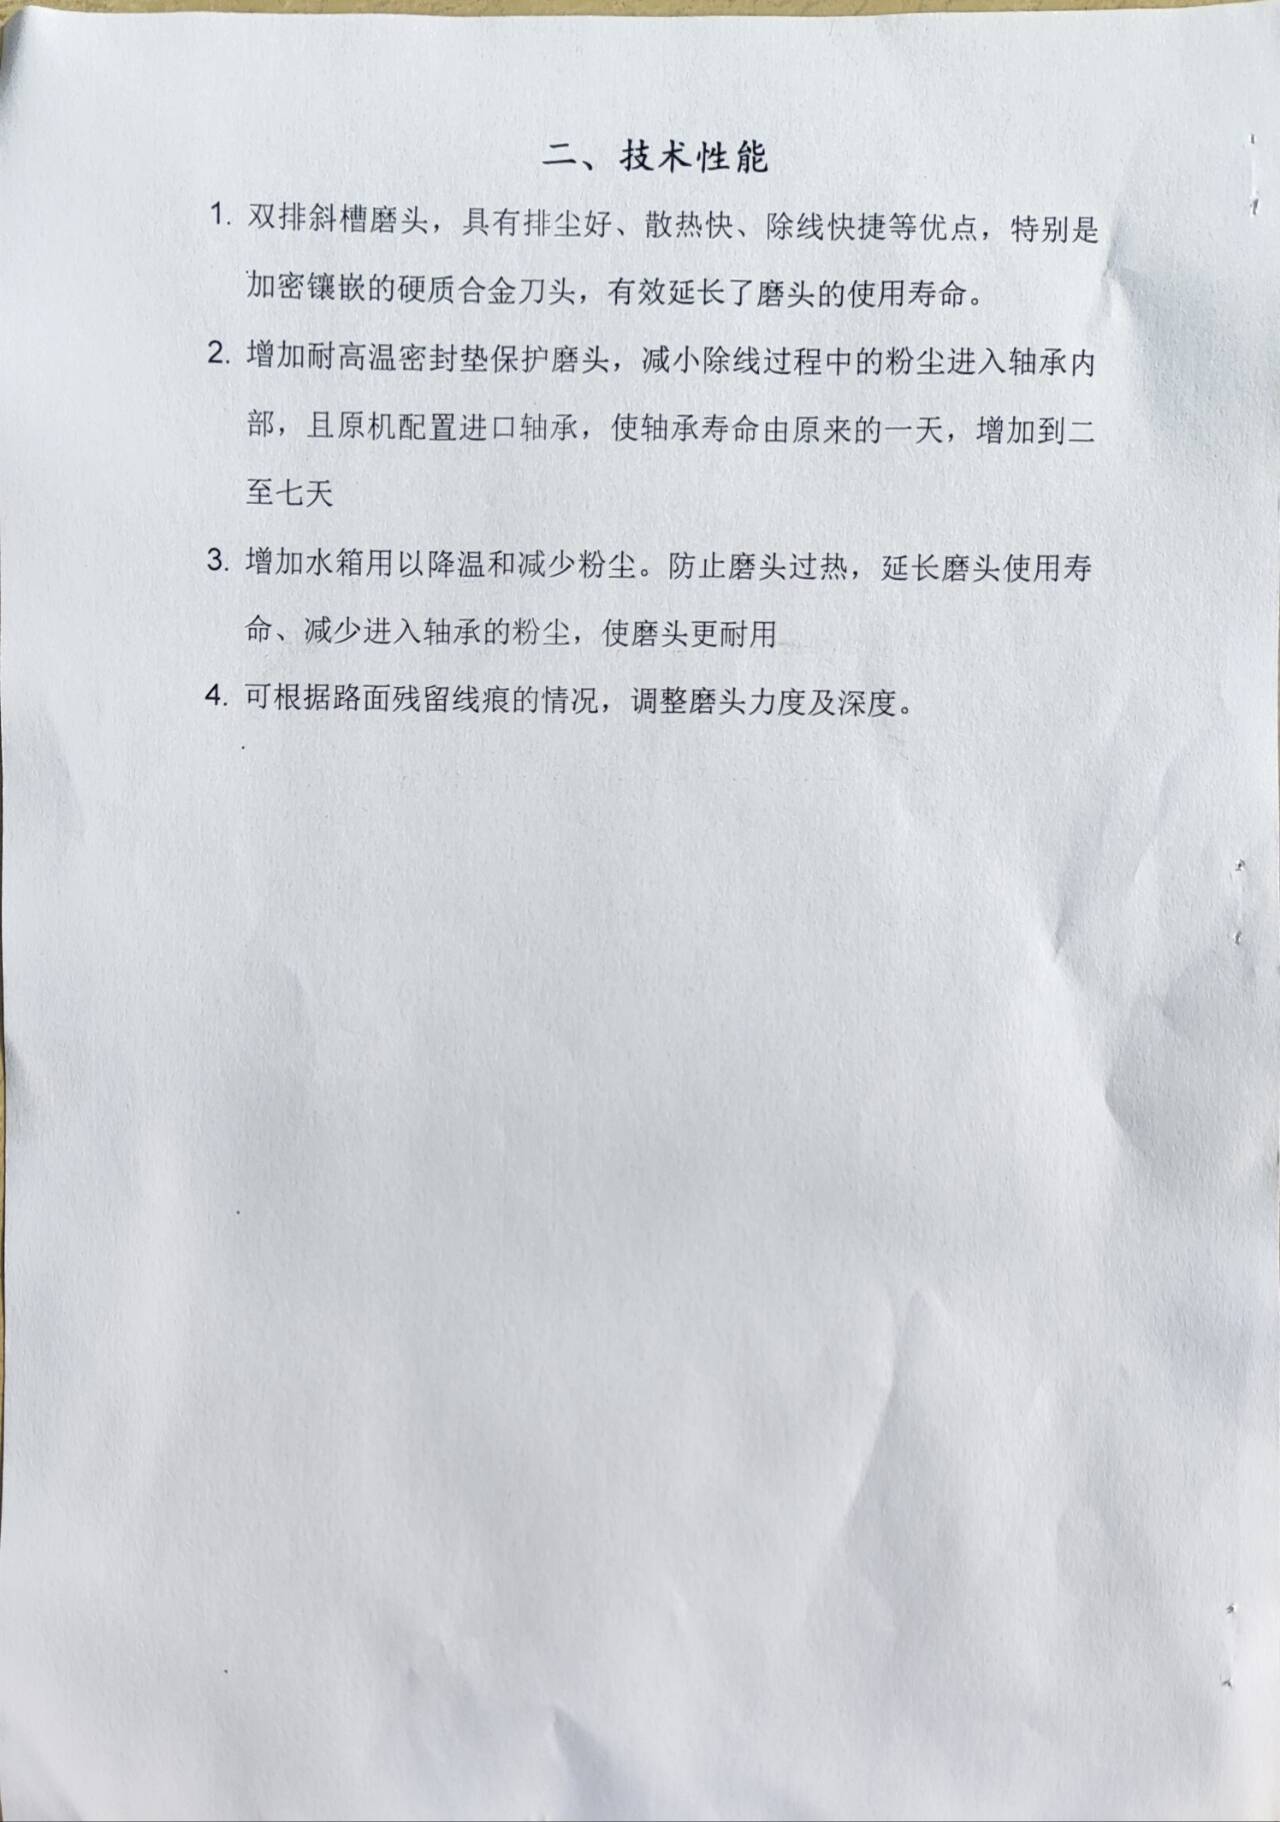 二、技术性能
1. 双排斜槽磨头，具有排尘好、散热快、除线快捷等优点，特别是
加密镶嵌的硬质合金刀头，有效延长了磨头的使用寿命。
2. 增加耐高温密封垫保护磨头，减小除线过程中的粉尘进入轴承内
部，且原机配置进口轴承，使轴承寿命由原来的一天，增加到二
至七天
3. 增加水箱用以降温和减少粉尘。防止磨头过热，延长磨头使用寿
命、减少进入轴承的粉尘，使磨头更耐用
4. 可根据路面残留线痕的情况，调整磨头力度及深度。